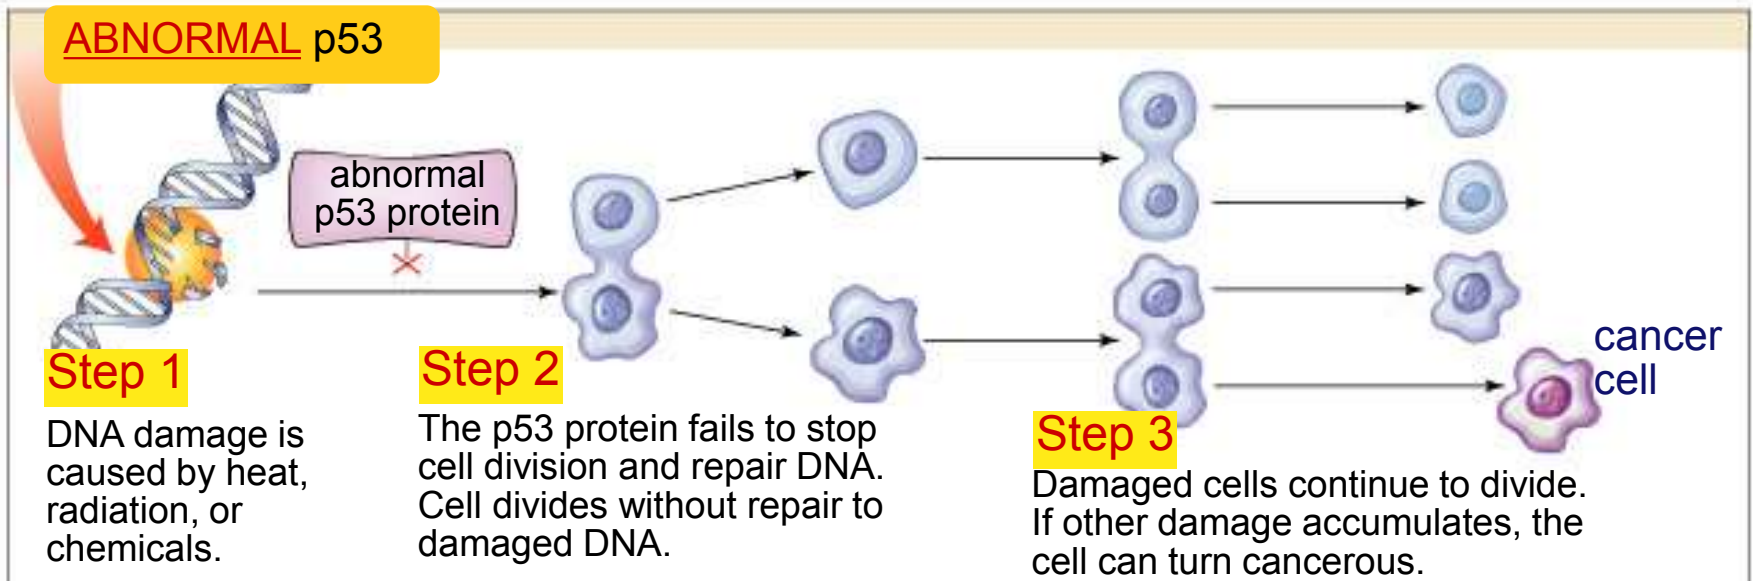 ABNORMAL p53
abnormal
p53 protein
Step 1
DNA damage is
caused by heat,
radiation, or
chemicals.
Step 2
The p53 protein fails to stop
cell division and repair DNA.
Cell divides without repair to
damaged DNA.
Step 3
Damaged cells continue to divide.
If other damage accumulates, the
cell can turn cancerous.
cancer
cell